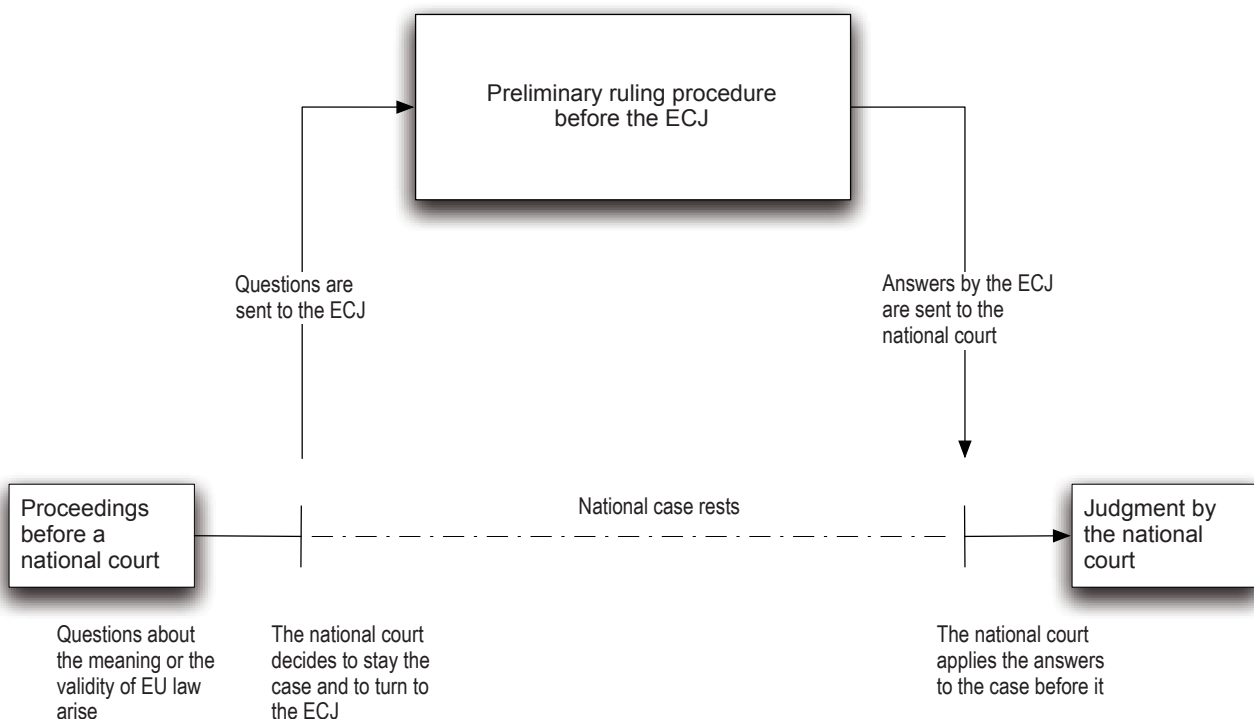 Preliminary ruling procedure
before the ECJ
Questions are
sent to the ECJ
Answers by the ECJ
are sent to the
national court
Proceedings
before a
national court
National case rests
Judgment by
the national
court
Questions about
the meaning or the
validity of EU law
arise
The national court
decides to stay the
case and to turn to
the ECJ
The national court
applies the answers
to the case before it